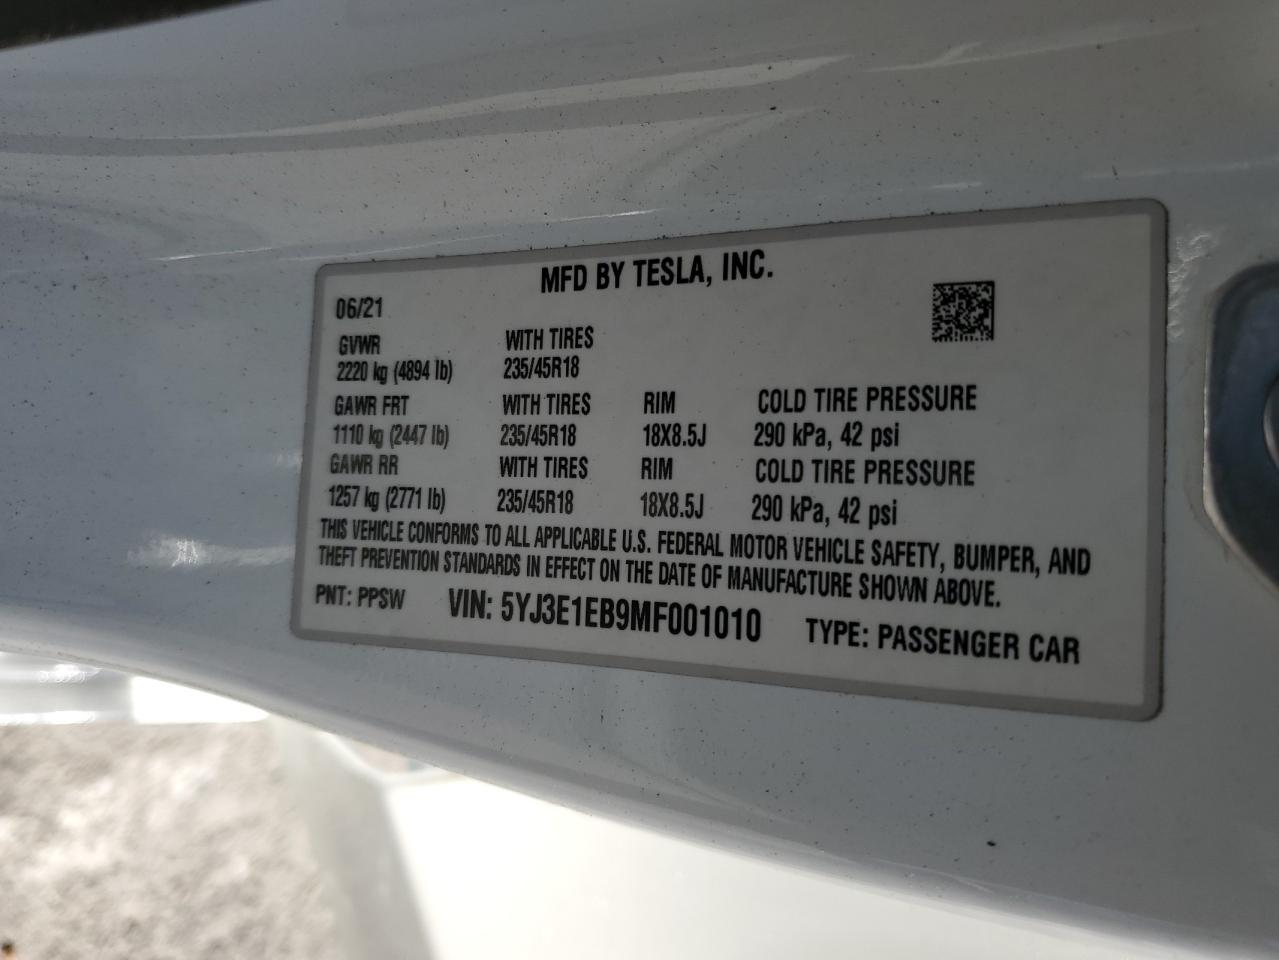 MFD BY TESLA, INC.
06/21
GVWR WITH TIRES
2220 kg (4894 lb) 235/45R18
GAWR FRT WITH TIRES RIM COLD TIRE PRESSURE
1110 kg (2447 lb) 235/45R18 18X8.5J 290 kPa, 42 psi
GAWR RR WITH TIRES RIM COLD TIRE PRESSURE
1257 kg (2771 lb) 235/45R18 18X8.5J 290 kPa, 42 psi
THIS VEHICLE CONFORMS TO ALL APPLICABLE U.S. FEDERAL MOTOR VEHICLE SAFETY, BUMPER, AND
THEFT PREVENTION STANDARDS IN EFFECT ON THE DATE OF MANUFACTURE SHOWN ABOVE.
PNT: PPSW VIN: 5YJ3E1EB9MF001010 TYPE: PASSENGER CAR